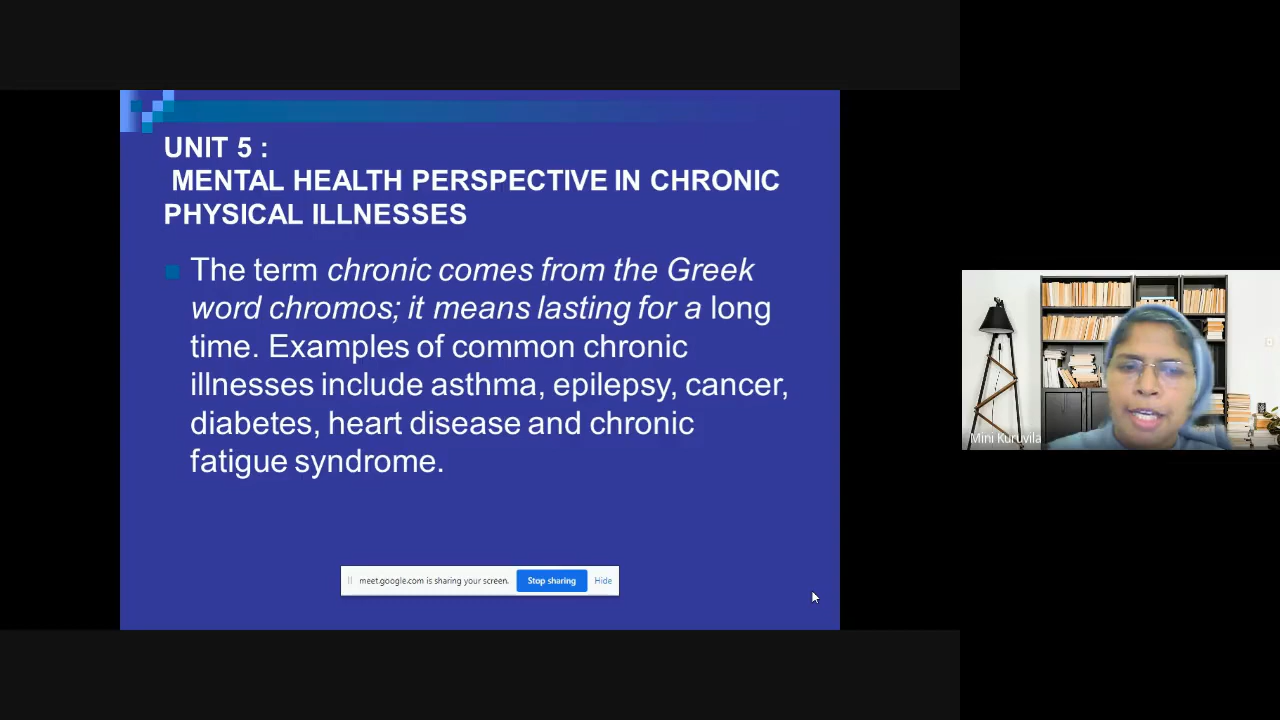 UNIT 5 :
MENTAL HEALTH PERSPECTIVE IN CHRONIC
PHYSICAL ILLNESSES
The term chronic comes from the Greek
word chromos; it means lasting for a long
time. Examples of common chronic
illnesses include asthma, epilepsy, cancer,
diabetes, heart disease and chronic
fatigue syndrome.
meet.google.com is sharing your screen. Stop sharing Hide
Mini Kuruvila